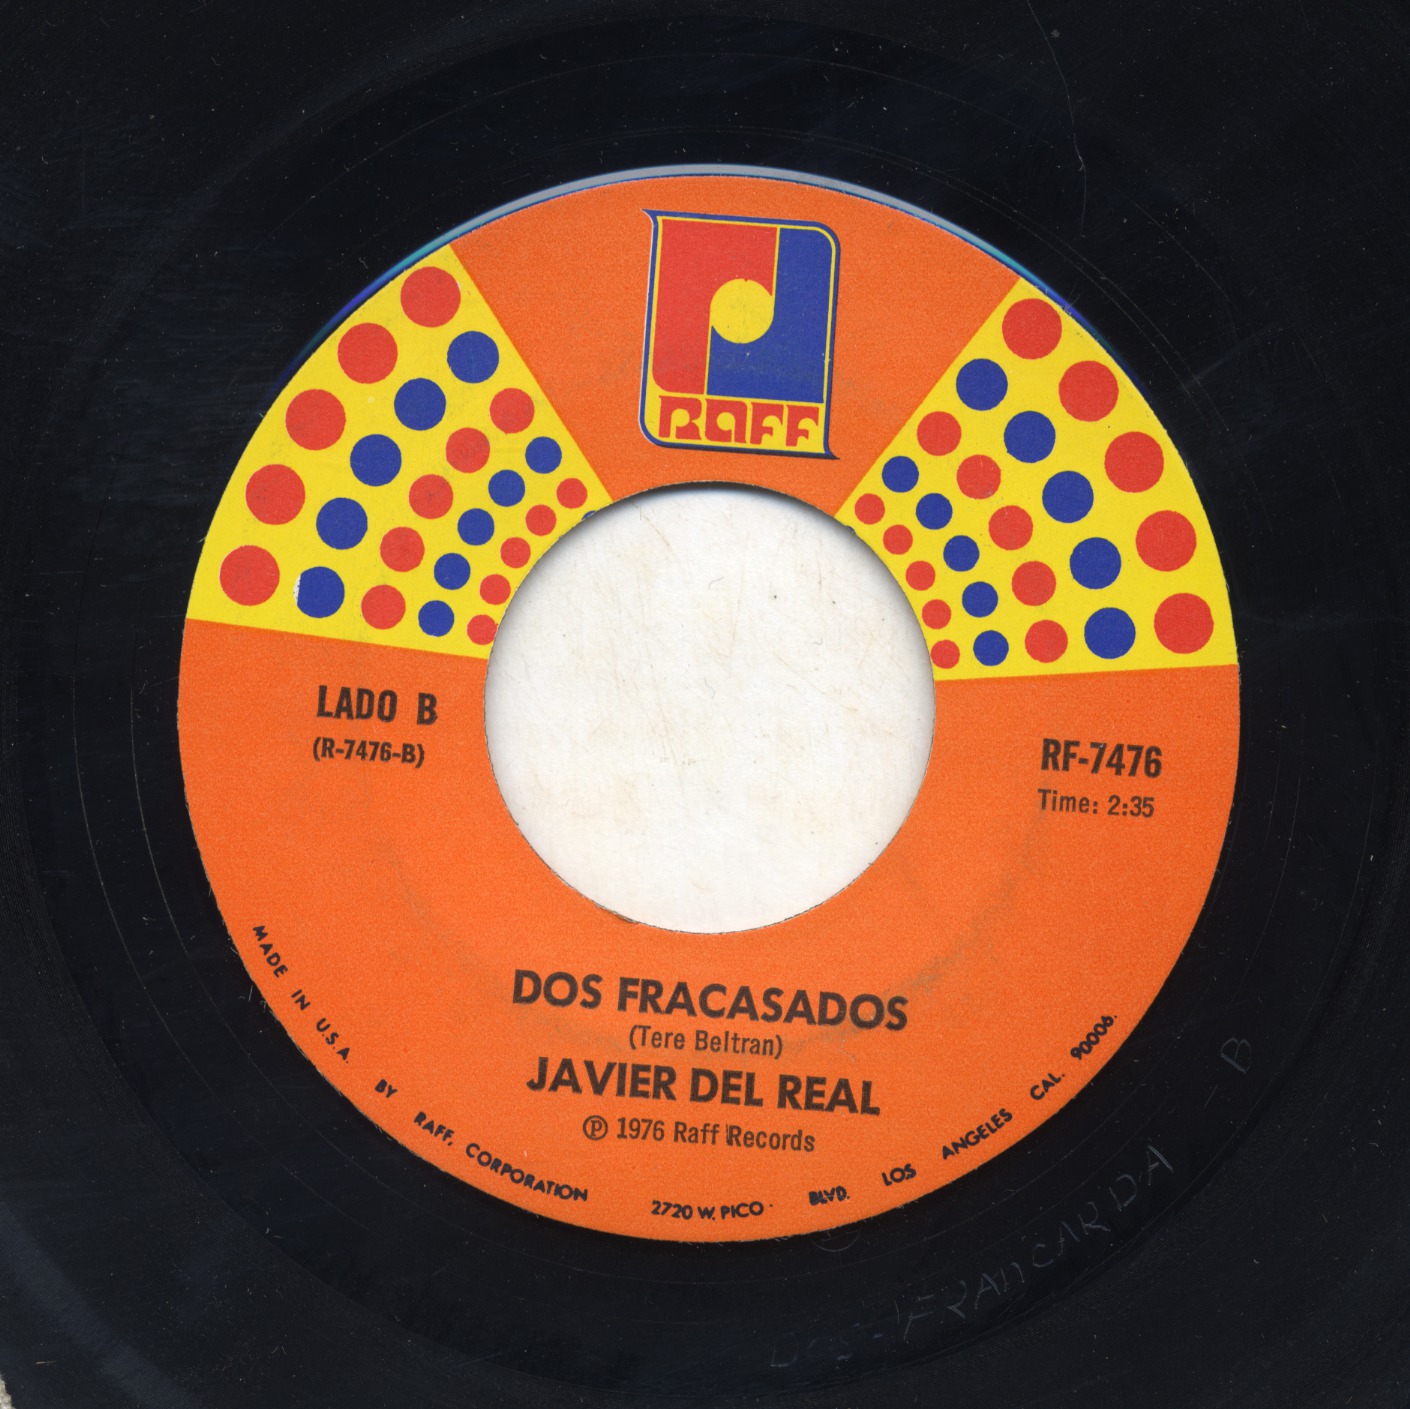 RAFF
LADO B
(R-7476-B)
RF-7476
Time: 2:35
DOS FRACASADOS
(Tere Beltran)
JAVIER DEL REAL
℗ 1976 Raff Records
MADE IN U.S.A. BY RAFF, CORPORATION 2720 W. PICO BLVD. LOS ANGELES CAL. 90006.